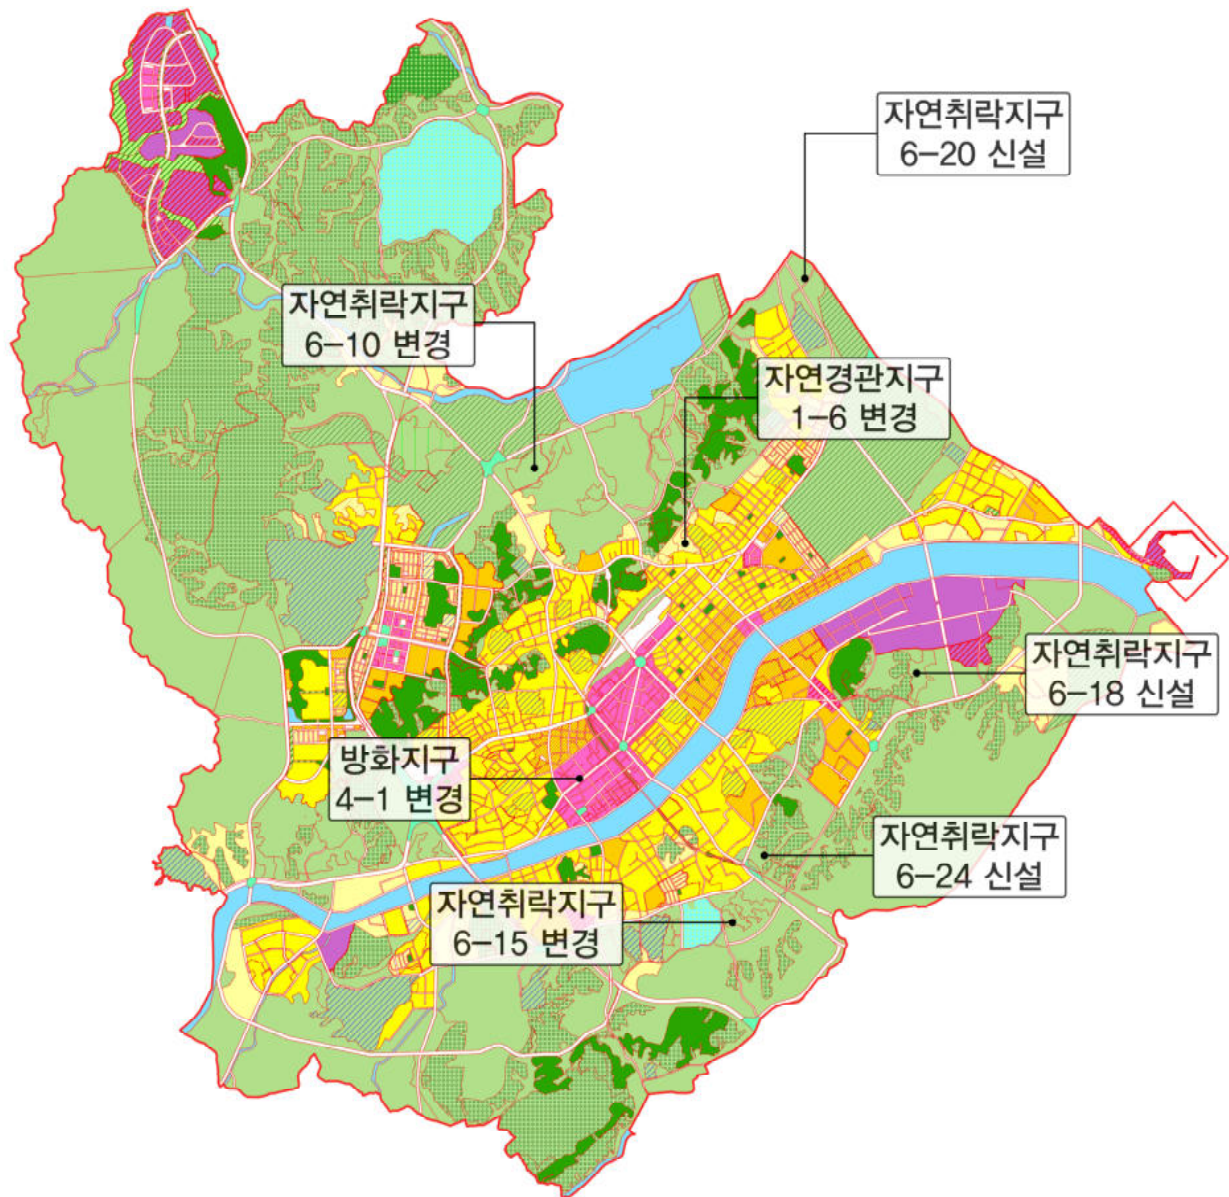 자연취락지구
6-20 신설
자연취락지구
6-10 변경
자연경관지구
1-6 변경
자연취락지구
6-18 신설
방화지구
4-1 변경
자연취락지구
6-24 신설
자연취락지구
6-15 변경